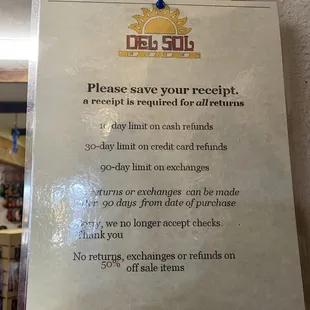 DEL SOL
Please save your receipt.
a receipt is required for all returns
10-day limit on cash refunds
30-day limit on credit card refunds
90-day limit on exchanges
returns or exchanges can be made
90 days from date of purchase
we no longer accept checks
Thank you
No returns, exchainges or refunds on
50% off sale items